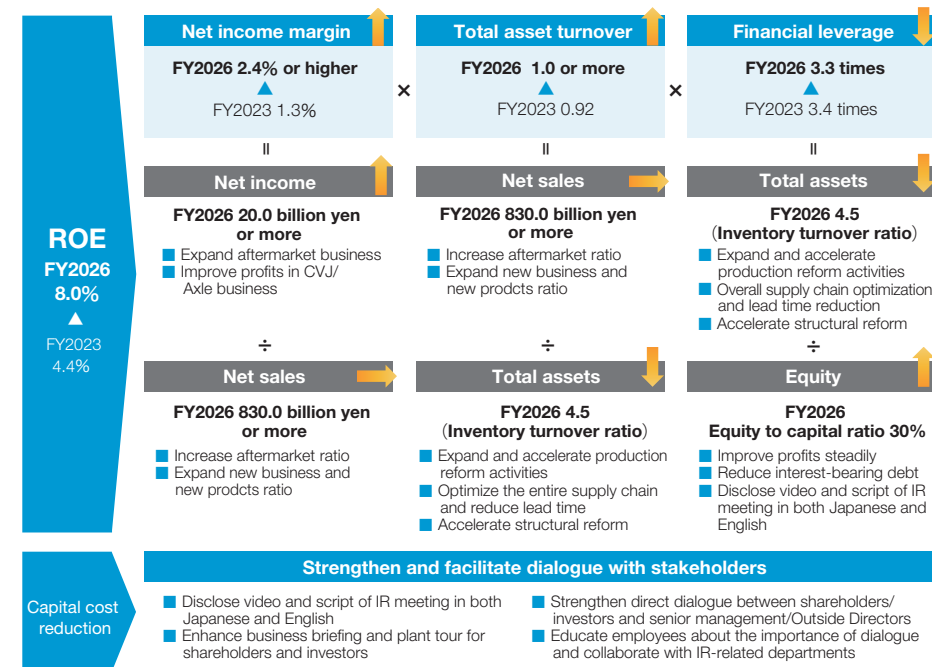 ROE
FY2026
8.0%
▲
FY2023
4.4%
Net income margin
FY2026 2.4% or higher
▲
FY2023 1.3%
×
Total asset turnover
FY2026 1.0 or more
▲
FY2023 0.92
×
Financial leverage
FY2026 3.3 times
▲
FY2023 3.4 times
=
Net income
FY2026 20.0 billion yen
or more
■ Expand aftermarket business
■ Improve profits in CVJ/
Axle business
÷
Net sales
FY2026 830.0 billion yen
or more
■ Increase aftermarket ratio
■ Expand new business and
new prodcts ratio
=
Net sales
FY2026 830.0 billion yen
or more
■ Increase aftermarket ratio
■ Expand new business and
new prodcts ratio
÷
Total assets
FY2026 4.5
(Inventory turnover ratio)
■ Expand and accelerate production
reform activities
■ Optimize the entire supply chain
and reduce lead time
■ Accelerate structural reform
=
Total assets
FY2026 4.5
(Inventory turnover ratio)
■ Expand and accelerate
production reform activities
■ Overall supply chain optimization
and lead time reduction
■ Accelerate structural reform
÷
Equity
FY2026
Equity to capital ratio 30%
■ Improve profits steadily
■ Reduce interest-bearing debt
■ Disclose video and script of IR
meeting in both Japanese and
English
Capital cost
reduction
Strengthen and facilitate dialogue with stakeholders
■ Disclose video and script of IR meeting in both
Japanese and English
■ Enhance business briefing and plant tour for
shareholders and investors
■ Strengthen direct dialogue between shareholders/
investors and senior management/Outside Directors
■ Educate employees about the importance of dialogue
and collaborate with IR-related departments